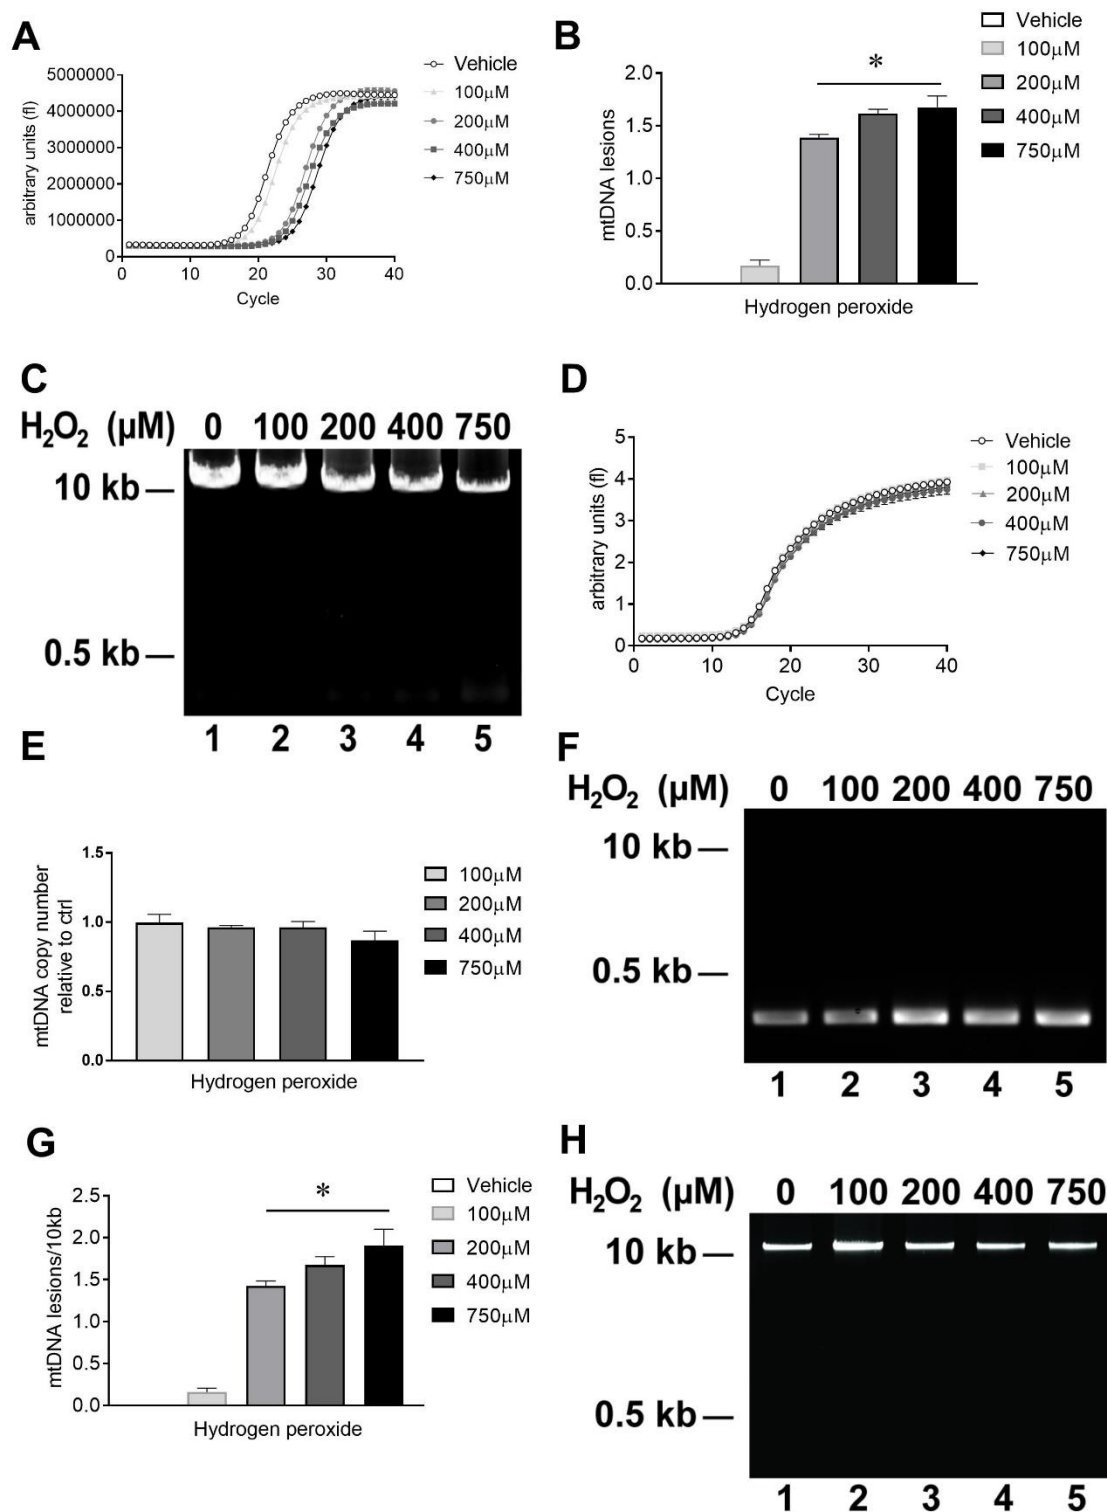 A
arbitrary units (fl)
5000000
4000000
3000000
2000000
1000000
0
0 10 20 30 40
Cycle
Vehicle
100μM
200μM
400μM
750μM
B
mtDNA lesions
2.0
1.5
1.0
0.5
0.0
*
Hydrogen peroxide
Vehicle
100μM
200μM
400μM
750μM
C
H₂O₂ (μM) 0 100 200 400 750
10 kb
0.5 kb
1 2 3 4 5
D
arbitrary units (fl)
5
4
3
2
1
0
0 10 20 30 40
Cycle
Vehicle
100μM
200μM
400μM
750μM
E
mtDNA copy number
relative to ctrl
1.5
1.0
0.5
0.0
Hydrogen peroxide
100μM
200μM
400μM
750μM
F
H₂O₂ (μM) 0 100 200 400 750
10 kb
0.5 kb
1 2 3 4 5
G
mtDNA lesions/10kb
2.5
2.0
1.5
1.0
0.5
0.0
*
Hydrogen peroxide
Vehicle
100μM
200μM
400μM
750μM
H
H₂O₂ (μM) 0 100 200 400 750
10 kb
0.5 kb
1 2 3 4 5